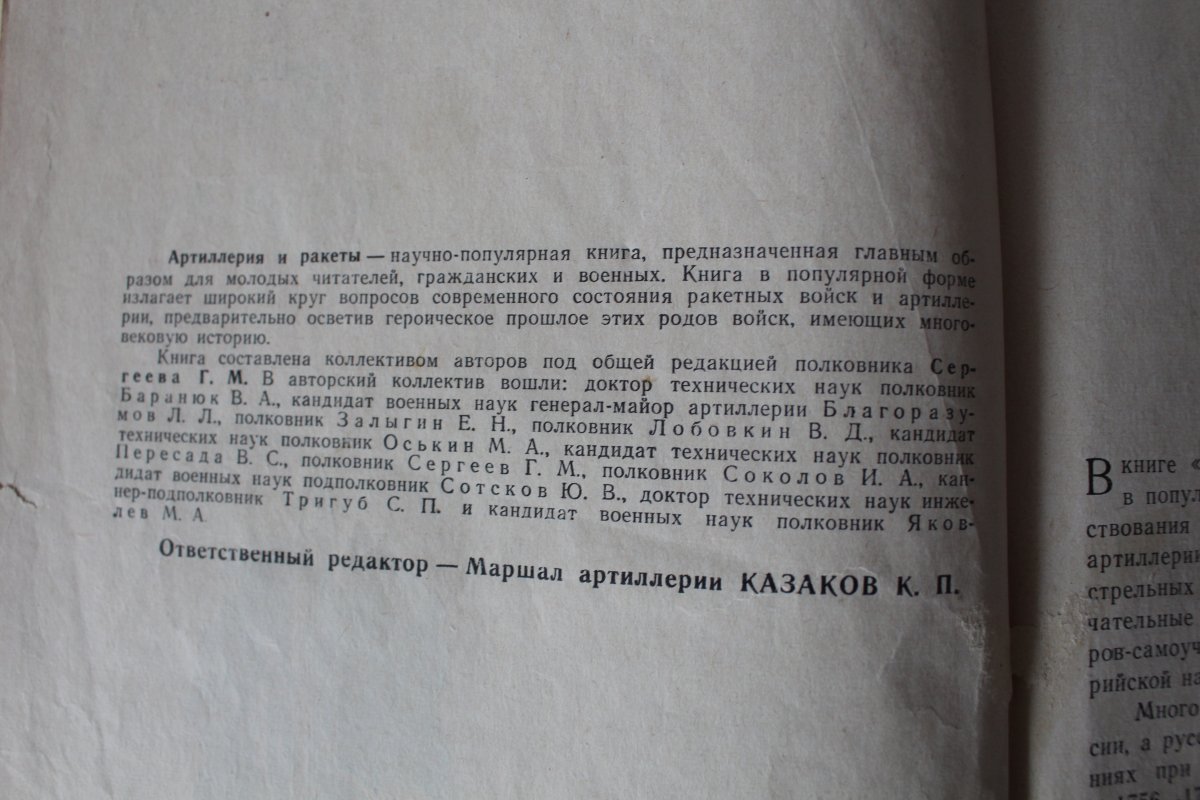 Артиллерия и ракеты — научно-популярная книга, предназначенная главным об-
разом для молодых читателей, гражданских и военных. Книга в популярной форме
излагает широкий круг вопросов современного состояния ракетных войск и артилле-
рии, предварительно осветив героическое прошлое этих родов войск, имеющих много-
вековую историю.
Книга составлена коллективом авторов под общей редакцией полковника Сер-
геева Г. М. В авторский коллектив вошли: доктор технических наук полковник
Баранюк В. А., кандидат военных наук генерал-майор артиллерии Благоразу-
мов Л. Л., полковник Залыгин Е. Н., полковник Лобовкин В. Д., кандидат
технических наук полковник Оськин М. А., кандидат технических наук полковник
Пересада В. С., полковник Сергеев Г. М., полковник Соколов И. А., кан-
дидат военных наук подполковник Сотсков Ю. В., доктор технических наук инже-
нер-подполковник Тригуб С. П. и кандидат военных наук полковник Яков-
лев М. А
Ответственный редактор — Маршал артиллерии КАЗАКОВ К. П.
В книге «
в попул
ствования
артиллерии
стрельных
чательные
ров-самоуч
рийской на
Много
сии, а русс
ниях при